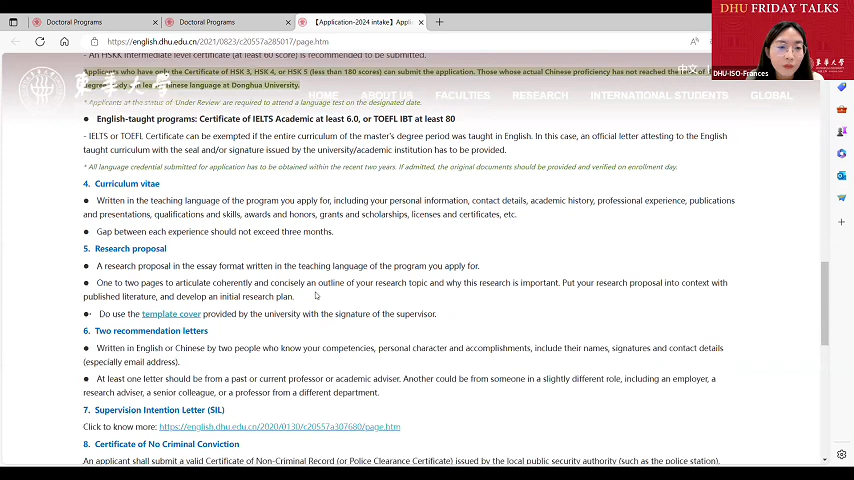 Doctoral Programs
Doctoral Programs
【Application-2024 intake】Applic
DHU FRIDAY TALKS
https://english.dhu.edu.cn/2021/0823/c20557a285017/page.htm
- An HSKK intermediate level certificate (at least 60 score) is recommended to be submitted.
Applicants who have only the Certificate of HSK 3, HSK 4, or HSK 5 (less than 180 scores) can submit the application. Those whose actual Chinese proficiency has not reached the
DHU-ISO-Frances
東華大學
degree study
Chinese language at Donghua University.
中文
HOME ABOUT US FACULTIES RESEARCH INTERNATIONAL STUDENTS GLOBAL
* Applicants at the status of 'Under Review' are required to attend a language test on the designated date.
● English-taught programs: Certificate of IELTS Academic at least 6.0, or TOEFL IBT at least 80
- IELTS or TOEFL Certificate can be exempted if the entire curriculum of the master's degree period was taught in English. In this case, an official letter attesting to the English
taught curriculum with the seal and/or signature issued by the university/academic institution has to be provided.
* All language credential submitted for application has to be obtained within the recent two years. If admitted, the original documents should be provided and verified on enrollment day.
4. Curriculum vitae
● Written in the teaching language of the program you apply for, including your personal information, contact details, academic history, professional experience, publications
and presentations, qualifications and skills, awards and honors, grants and scholarships, licenses and certificates, etc.
● Gap between each experience should not exceed three months.
5. Research proposal
● A research proposal in the essay format written in the teaching language of the program you apply for.
● One to two pages to articulate coherently and concisely an outline of your research topic and why this research is important. Put your research proposal into context with
published literature, and develop an initial research plan.
● Do use the template cover provided by the university with the signature of the supervisor.
6. Two recommendation letters
● Written in English or Chinese by two people who know your competencies, personal character and accomplishments, include their names, signatures and contact details
(especially email address).
● At least one letter should be from a past or current professor or academic adviser. Another could be from someone in a slightly different role, including an employer, a
research adviser, a senior colleague, or a professor from a different department.
7. Supervision Intention Letter (SIL)
Click to know more: https://english.dhu.edu.cn/2020/0130/c20557a307680/page.htm
8. Certificate of No Criminal Conviction
An applicant shall submit a valid Certificate of Non-Criminal Record (or Police Clearance Certificate) issued by the local public security authority (such as the police station).